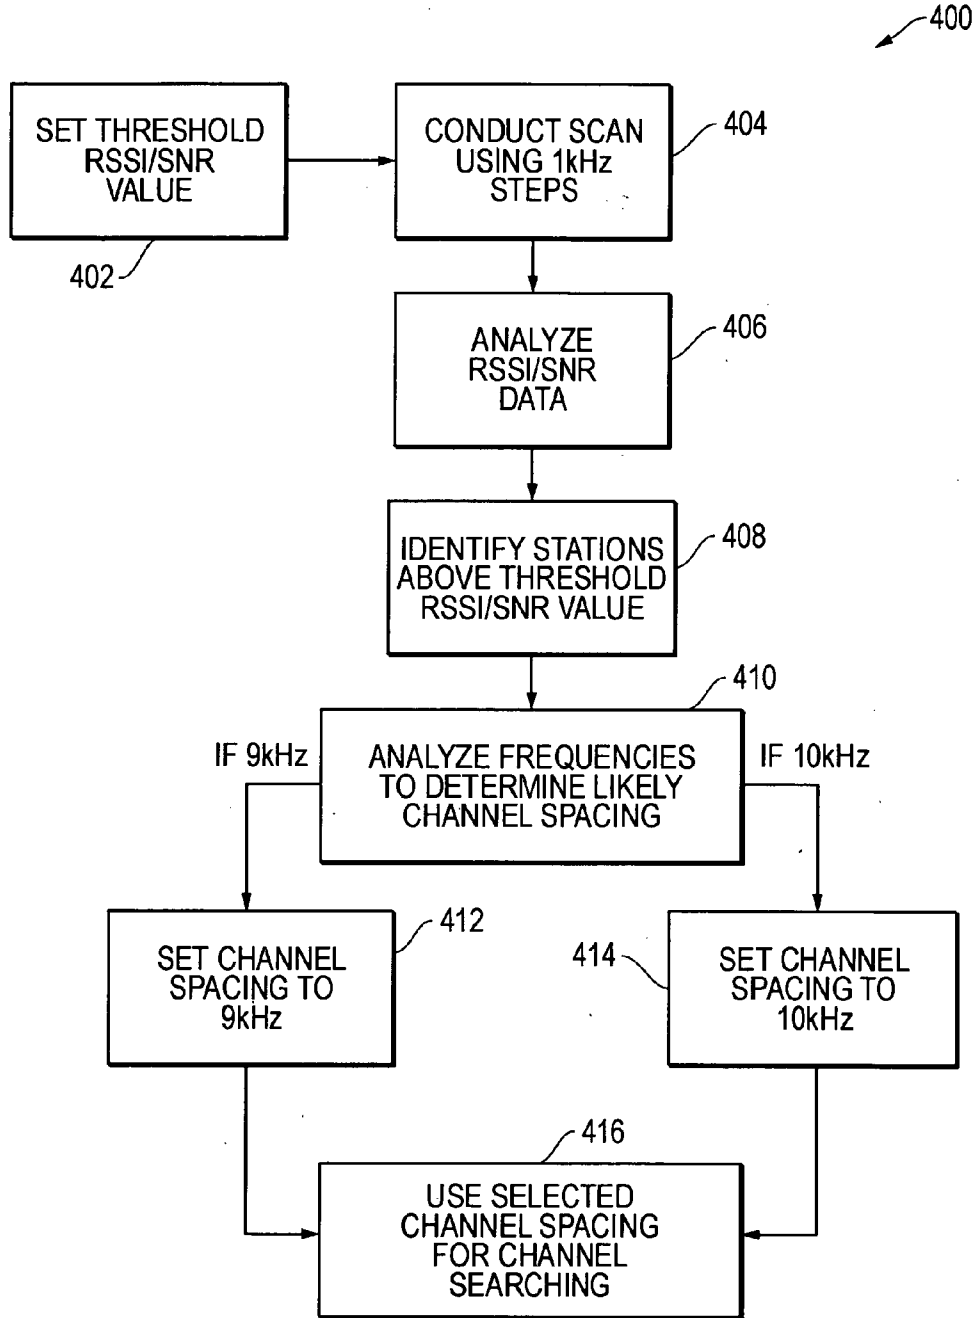 400
SET THRESHOLD
RSSI/SNR
VALUE
402
CONDUCT SCAN
USING 1kHz
STEPS
404
ANALYZE
RSSI/SNR
DATA
406
IDENTIFY STATIONS
ABOVE THRESHOLD
RSSI/SNR VALUE
408
410
IF 9kHz
ANALYZE FREQUENCIES
TO DETERMINE LIKELY
CHANNEL SPACING
IF 10kHz
SET CHANNEL
SPACING TO
9kHz
412
414
SET CHANNEL
SPACING TO
10kHz
416
USE SELECTED
CHANNEL SPACING
FOR CHANNEL
SEARCHING